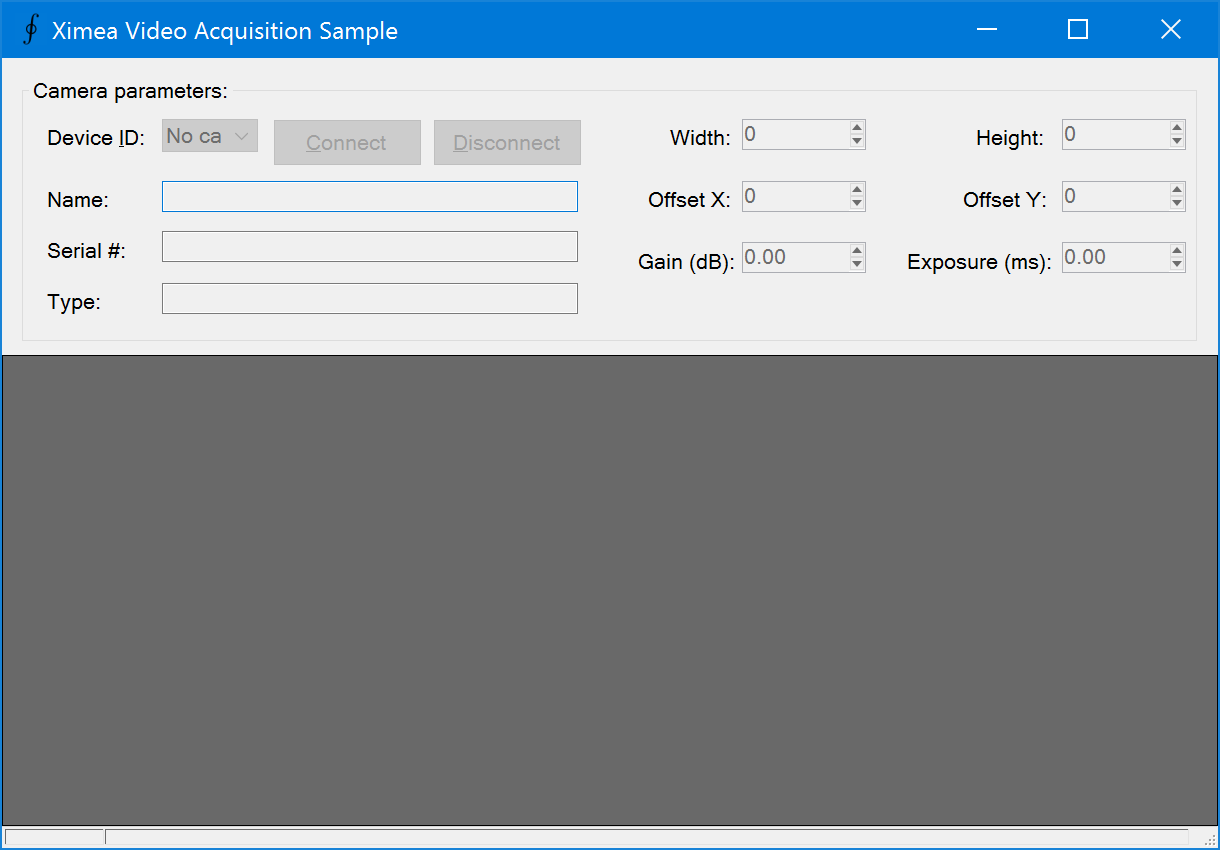 Ximea Video Acquisition Sample
Camera parameters:
Device ID: No ca Connect Disconnect Width: 0 Height: 0
Name: Offset X: 0 Offset Y: 0
Serial #: Gain (dB): 0.00 Exposure (ms): 0.00
Type: